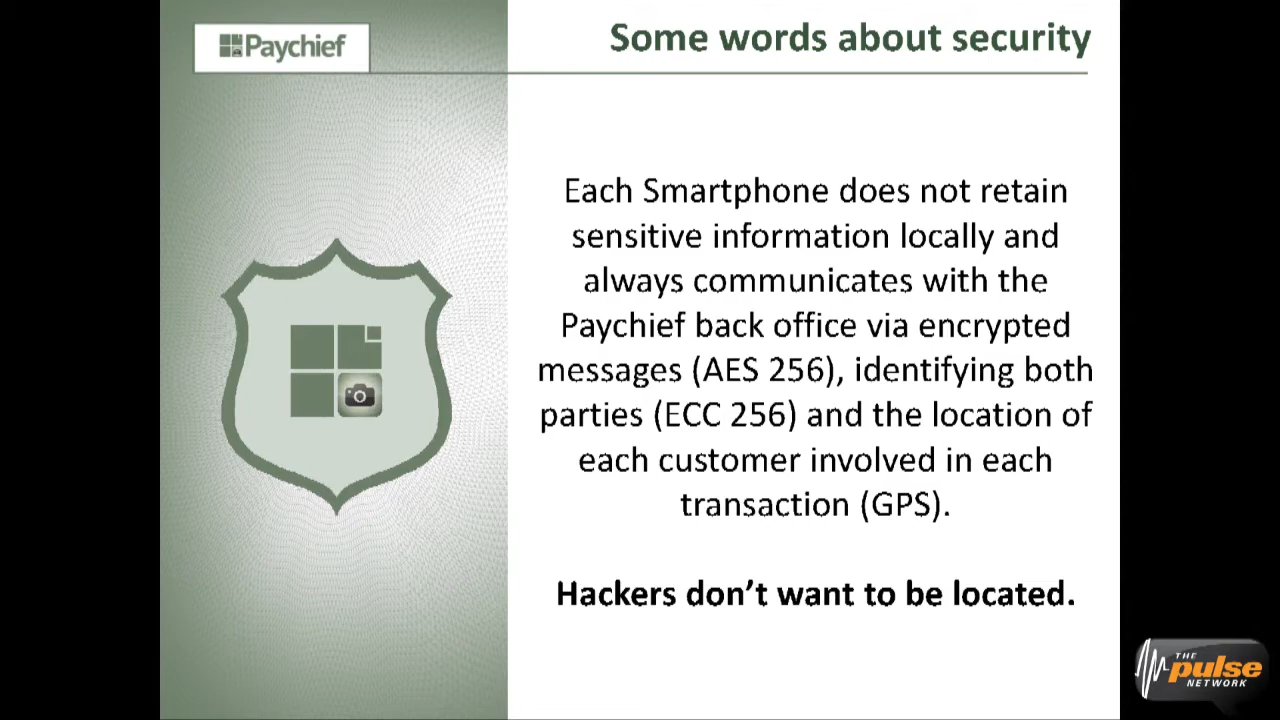 Paychief
Some words about security
Each Smartphone does not retain
sensitive information locally and
always communicates with the
Paychief back office via encrypted
messages (AES 256), identifying both
parties (ECC 256) and the location of
each customer involved in each
transaction (GPS).
Hackers don’t want to be located.
THE
pulse
NETWORK